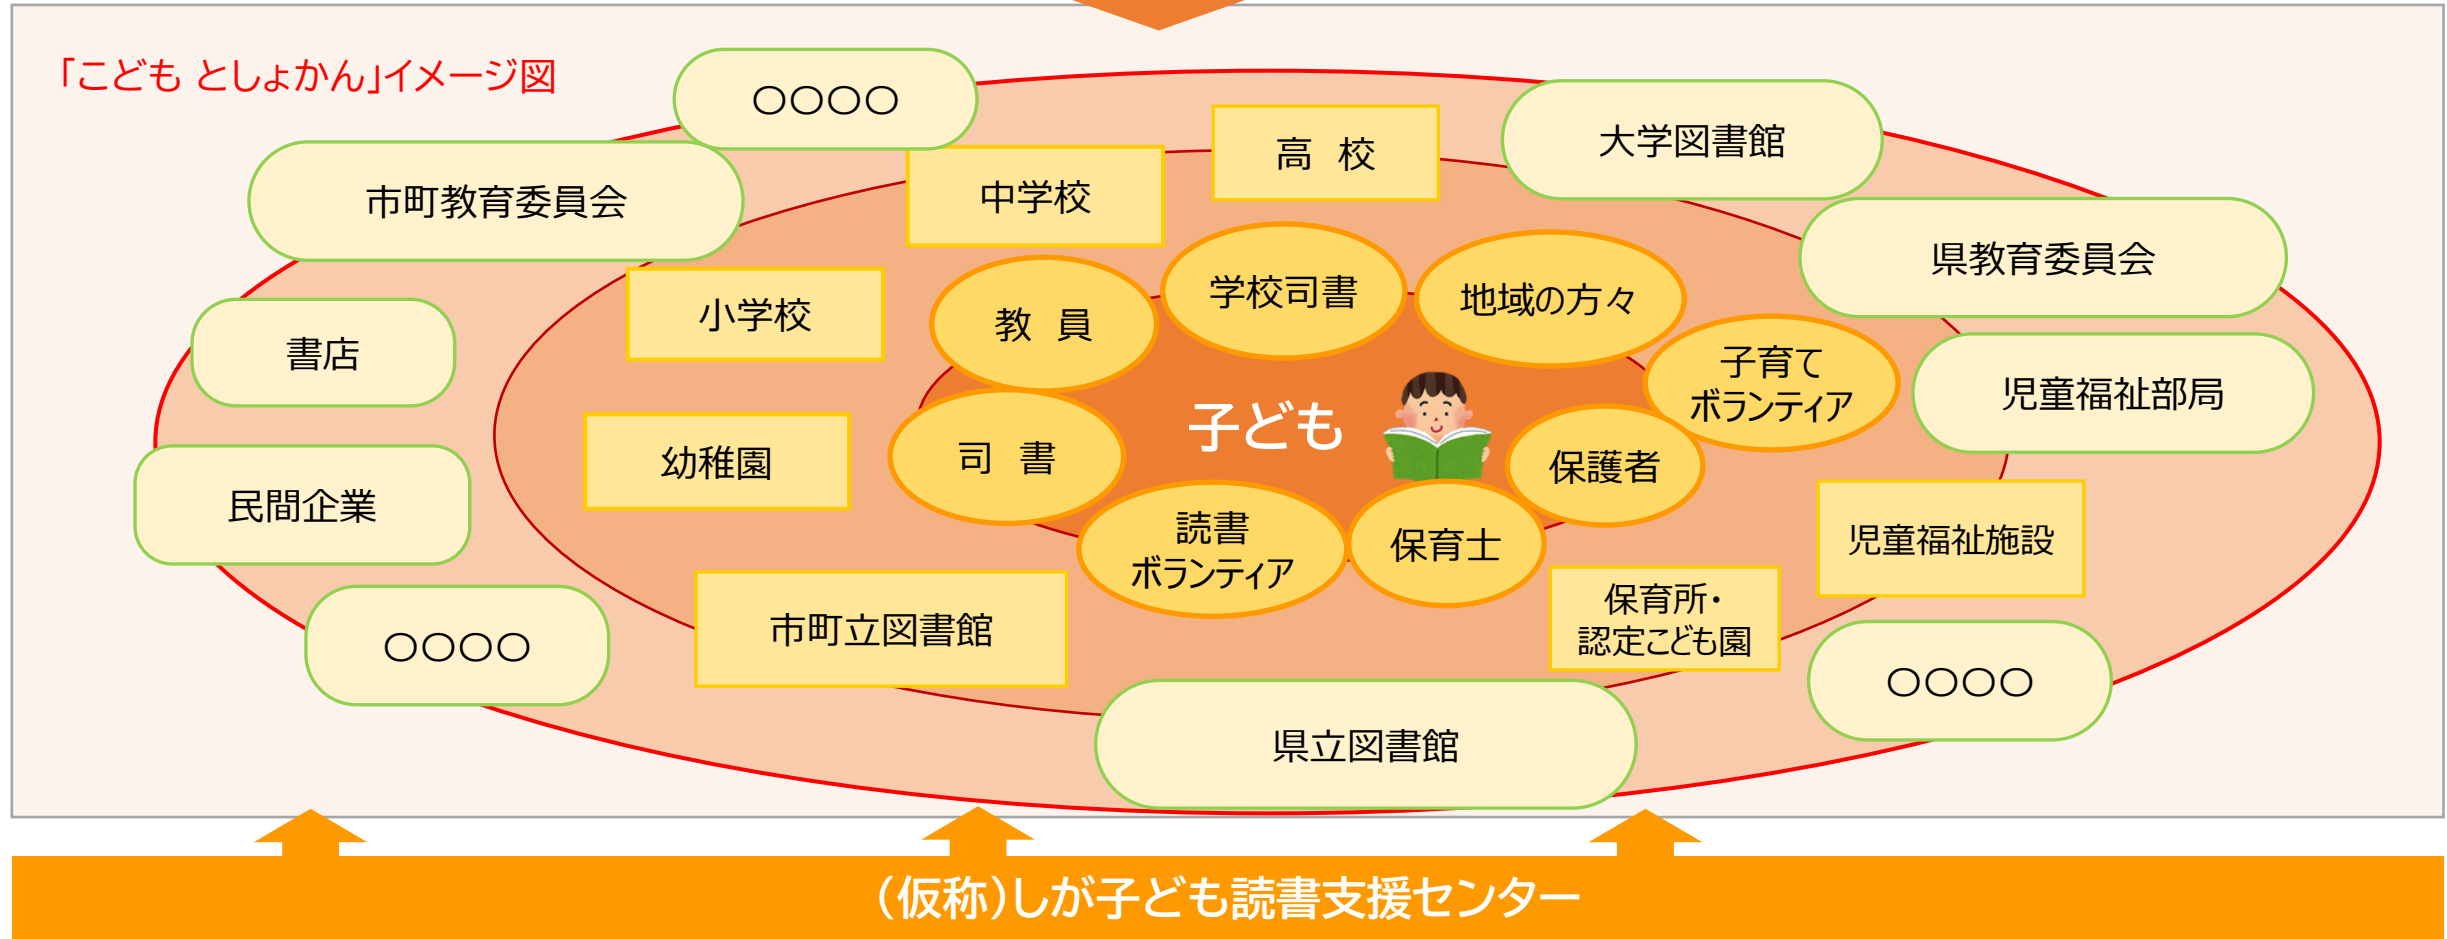 「こども としょかん」イメージ図
〇〇〇〇
高　校
大学図書館
市町教育委員会
中学校
県教育委員会
小学校
教　員
学校司書
地域の方々
書店
子育て
ボランティア
児童福祉部局
子ども
幼稚園
司　書
保護者
民間企業
読書
ボランティア
保育士
児童福祉施設
保育所・
認定こども園
市町立図書館
〇〇〇〇
〇〇〇〇
県立図書館
（仮称）しが子ども読書支援センター